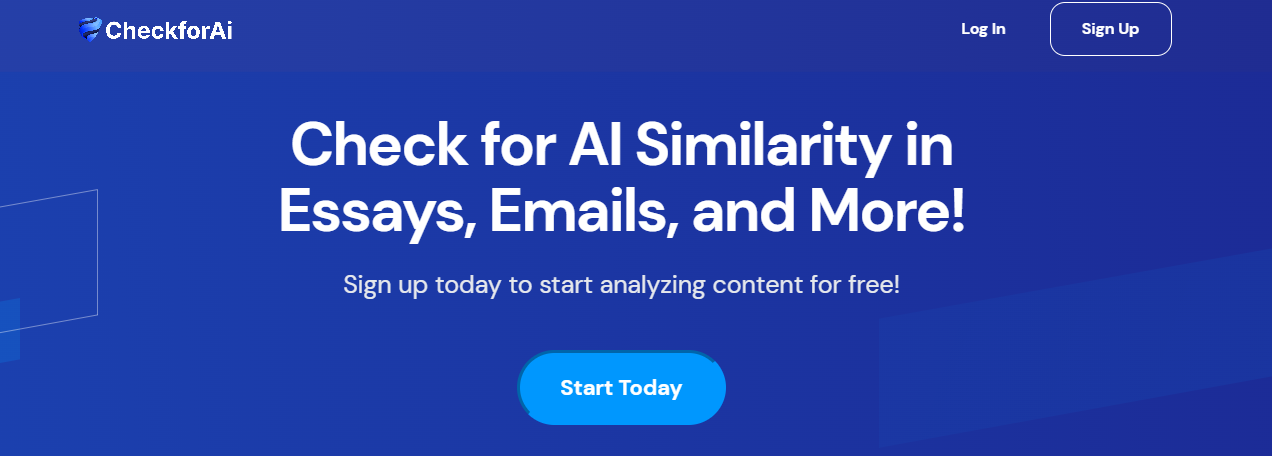 CheckforAi
Log In
Sign Up
Check for AI Similarity in
Essays, Emails, and More!
Sign up today to start analyzing content for free!
Start Today